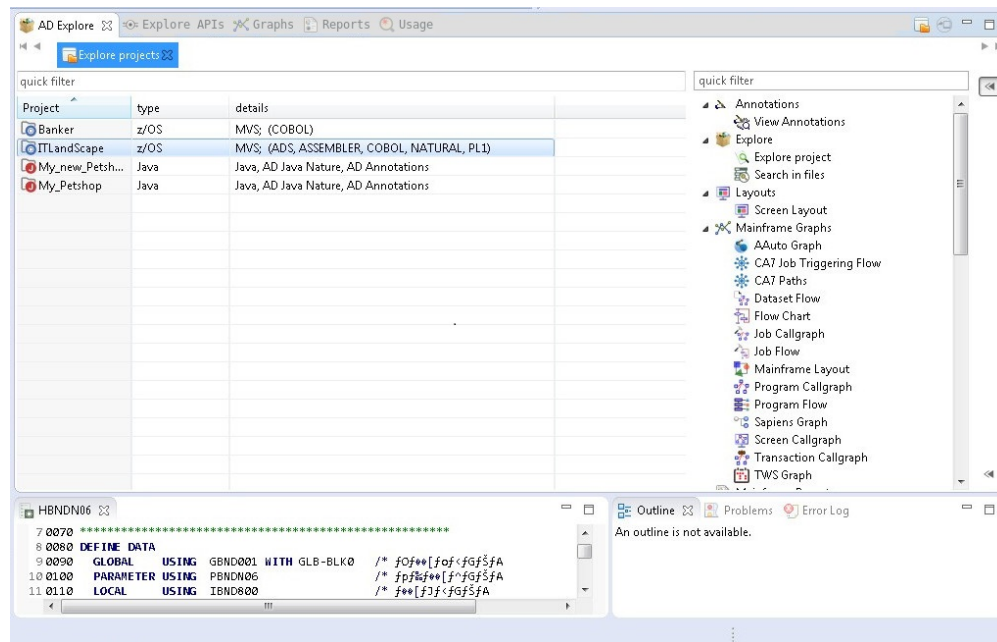 AD Explore Explore APIs Graphs Reports Usage
Explore projects
quick filter
Project type details
Banker z/OS MVS; (COBOL)
ITLandScape z/OS MVS; (ADS, ASSEMBLER, COBOL, NATURAL, PL1)
My_new_Petsh... Java Java, AD Java Nature, AD Annotations
My_Petshop Java Java, AD Java Nature, AD Annotations
quick filter
Annotations
View Annotations
Explore
Explore project
Search in files
Layouts
Screen Layout
Mainframe Graphs
AAuto Graph
CA7 Job Triggering Flow
CA7 Paths
Dataset Flow
Flow Chart
Job Callgraph
Job Flow
Mainframe Layout
Program Callgraph
Program Flow
Sapiens Graph
Screen Callgraph
Transaction Callgraph
TWS Graph
HBNDN06
7 0070 ******************************************************
8 0080 DEFINE DATA
9 0090 GLOBAL USING GBND001 WITH GLB-BLK0 /*
10 0100 PARAMETER USING PBNDN06 /*
11 0110 LOCAL USING IBND800 /*
Outline Problems Error Log
An outline is not available.